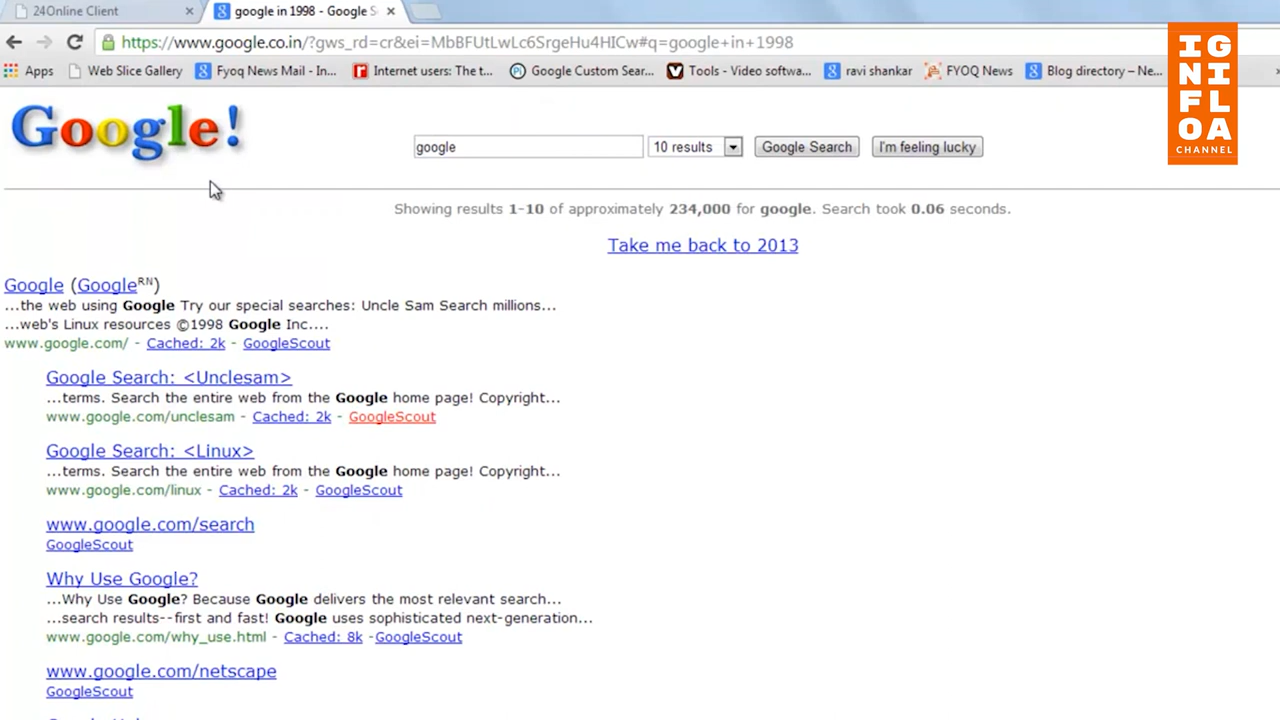 24Online Client
google in 1998 - Google S
https://www.google.co.in/?gws_rd=cr&ei=MbBFUtLwLc6SrgeHu4HICw#q=google+in+1998
Apps Web Slice Gallery Fyoq News Mail - In... Internet users: The t... Google Custom Sear... Tools - Video softwa... ravi shankar FYOQ News Blog directory – Ne...
IGNIFLOA
CHANNEL
Google!
google 10 results Google Search I'm feeling lucky
Showing results 1-10 of approximately 234,000 for google. Search took 0.06 seconds.
Take me back to 2013
Google (GoogleRN)
...the web using Google Try our special searches: Uncle Sam Search millions...
...web's Linux resources ©1998 Google Inc....
www.google.com/ - Cached: 2k - GoogleScout
Google Search: <Unclesam>
...terms. Search the entire web from the Google home page! Copyright...
www.google.com/unclesam - Cached: 2k - GoogleScout
Google Search: <Linux>
...terms. Search the entire web from the Google home page! Copyright...
www.google.com/linux - Cached: 2k - GoogleScout
www.google.com/search
GoogleScout
Why Use Google?
...Why Use Google? Because Google delivers the most relevant search...
...search results--first and fast! Google uses sophisticated next-generation...
www.google.com/why_use.html - Cached: 8k -GoogleScout
www.google.com/netscape
GoogleScout